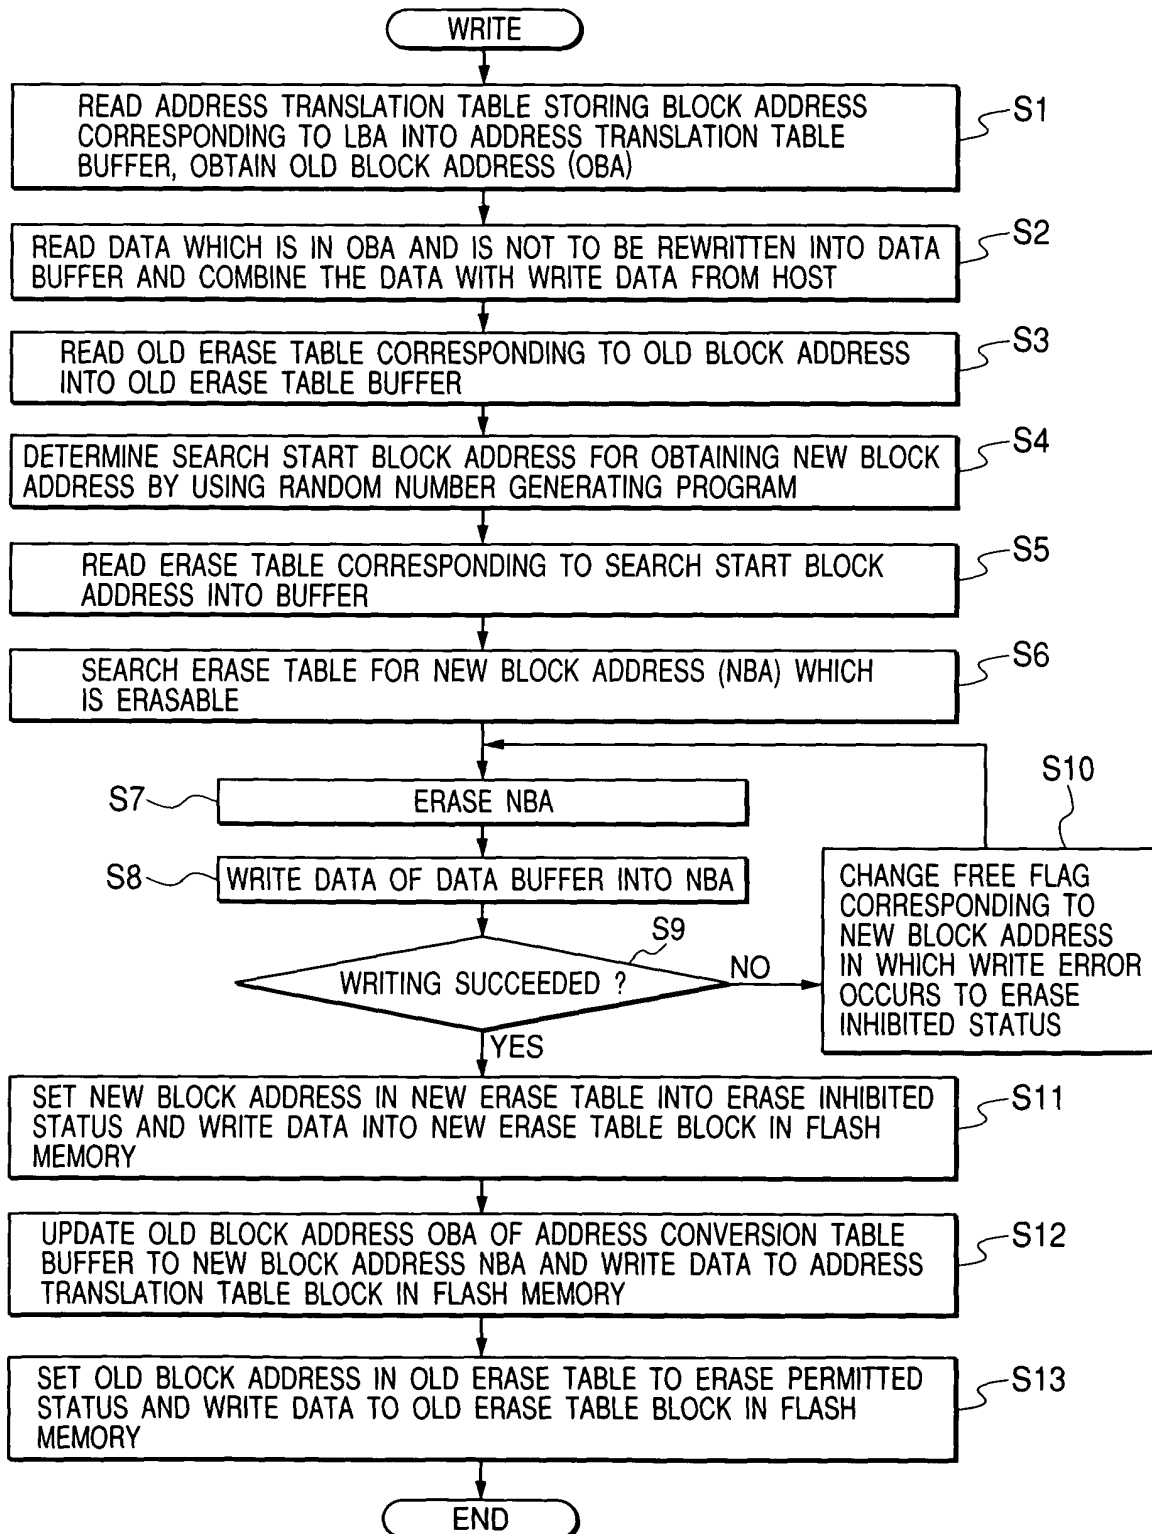 WRITE
READ ADDRESS TRANSLATION TABLE STORING BLOCK ADDRESS
CORRESPONDING TO LBA INTO ADDRESS TRANSLATION TABLE
BUFFER, OBTAIN OLD BLOCK ADDRESS (OBA)
S1
READ DATA WHICH IS IN OBA AND IS NOT TO BE REWRITTEN INTO DATA
BUFFER AND COMBINE THE DATA WITH WRITE DATA FROM HOST
S2
READ OLD ERASE TABLE CORRESPONDING TO OLD BLOCK ADDRESS
INTO OLD ERASE TABLE BUFFER
S3
DETERMINE SEARCH START BLOCK ADDRESS FOR OBTAINING NEW BLOCK
ADDRESS BY USING RANDOM NUMBER GENERATING PROGRAM
S4
READ ERASE TABLE CORRESPONDING TO SEARCH START BLOCK
ADDRESS INTO BUFFER
S5
SEARCH ERASE TABLE FOR NEW BLOCK ADDRESS (NBA) WHICH
IS ERASABLE
S6
S7
ERASE NBA
S8
WRITE DATA OF DATA BUFFER INTO NBA
S9
WRITING SUCCEEDED ?
NO
YES
S10
CHANGE FREE FLAG
CORRESPONDING TO
NEW BLOCK ADDRESS
IN WHICH WRITE ERROR
OCCURS TO ERASE
INHIBITED STATUS
SET NEW BLOCK ADDRESS IN NEW ERASE TABLE INTO ERASE INHIBITED
STATUS AND WRITE DATA INTO NEW ERASE TABLE BLOCK IN FLASH
MEMORY
S11
UPDATE OLD BLOCK ADDRESS OBA OF ADDRESS CONVERSION TABLE
BUFFER TO NEW BLOCK ADDRESS NBA AND WRITE DATA TO ADDRESS
TRANSLATION TABLE BLOCK IN FLASH MEMORY
S12
SET OLD BLOCK ADDRESS IN OLD ERASE TABLE TO ERASE PERMITTED
STATUS AND WRITE DATA TO OLD ERASE TABLE BLOCK IN FLASH
MEMORY
S13
END